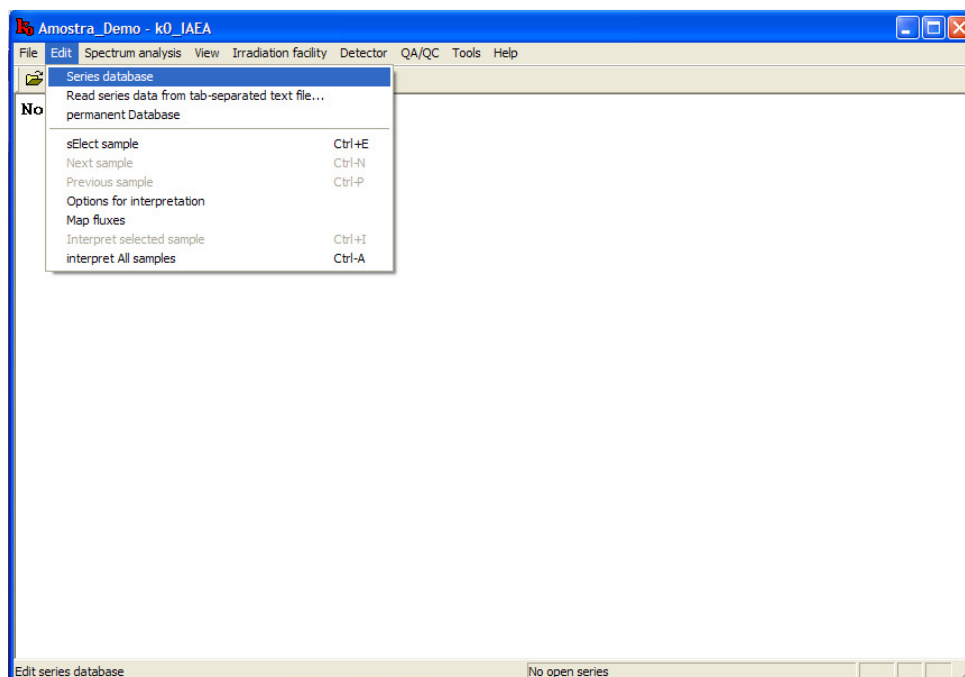 Amostra_Demo - k0_IAEA
File Edit Spectrum analysis View Irradiation facility Detector QA/QC Tools Help
Series database
Read series data from tab-separated text file...
No
permanent Database
sElect sample Ctrl+E
Next sample Ctrl-N
Previous sample Ctrl-P
Options for interpretation
Map fluxes
Interpret selected sample Ctrl+I
interpret All samples Ctrl-A
Edit series database No open series